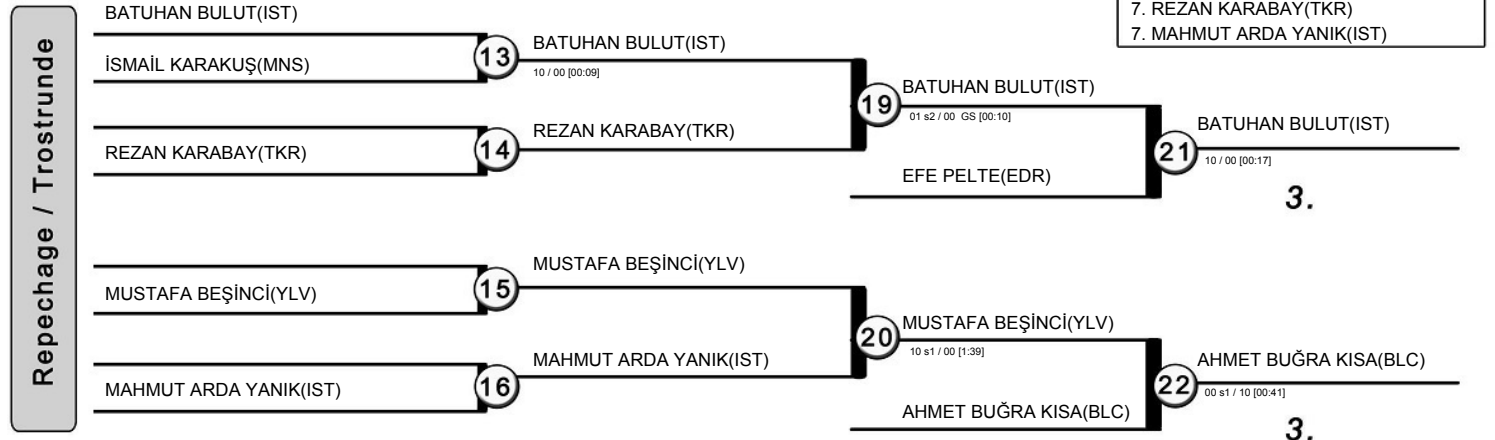 7. REZAN KARABAY(TKR)
7. MAHMUT ARDA YANIK(IST)
Repechage / Trostrunde
BATUHAN BULUT(IST)
İSMAİL KARAKUŞ(MNS)
13
BATUHAN BULUT(IST)
10 / 00 [00:09]
REZAN KARABAY(TKR)
14
REZAN KARABAY(TKR)
19
BATUHAN BULUT(IST)
01 s2 / 00 GS [00:10]
EFE PELTE(EDR)
21
BATUHAN BULUT(IST)
10 / 00 [00:17]
3.
MUSTAFA BEŞİNCİ(YLV)
15
MUSTAFA BEŞİNCİ(YLV)
MAHMUT ARDA YANIK(IST)
16
MAHMUT ARDA YANIK(IST)
20
MUSTAFA BEŞİNCİ(YLV)
10 s1 / 00 [1:39]
AHMET BUĞRA KISA(BLC)
22
AHMET BUĞRA KISA(BLC)
00 s1 / 10 [00:41]
3.